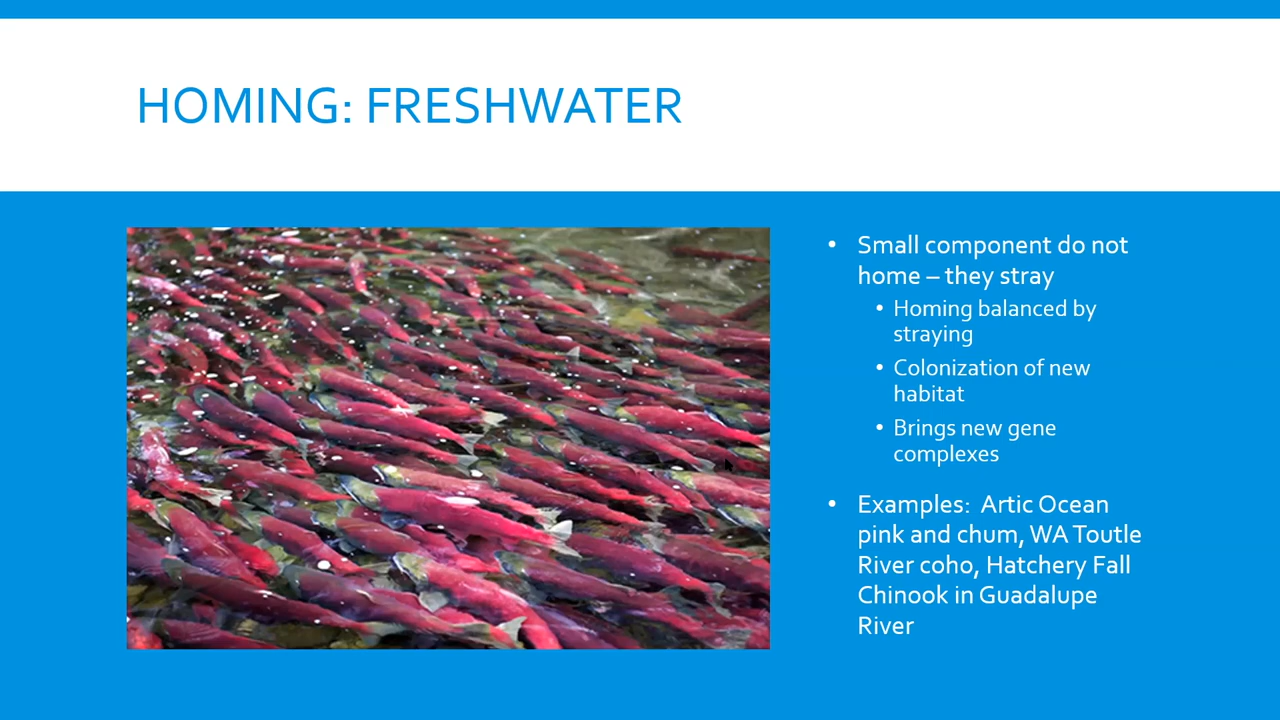 HOMING: FRESHWATER
• Small component do not
home – they stray
• Homing balanced by
straying
• Colonization of new
habitat
• Brings new gene
complexes
• Examples:  Artic Ocean
pink and chum, WA Toutle
River coho, Hatchery Fall
Chinook in Guadalupe
River